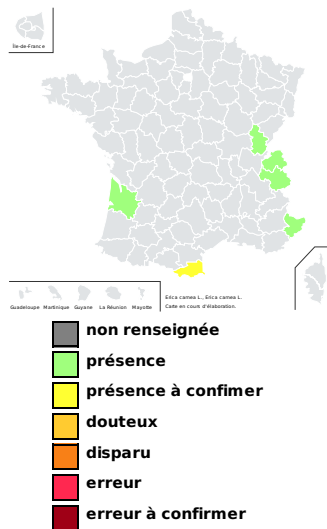 Île-de-France
Guadeloupe Martinique Guyane La Réunion Mayotte
Erica carnea L., Erica carnea L.
Carte en cours d'élaboration.
non renseignée
présence
présence à confimer
douteux
disparu
erreur
erreur à confirmer